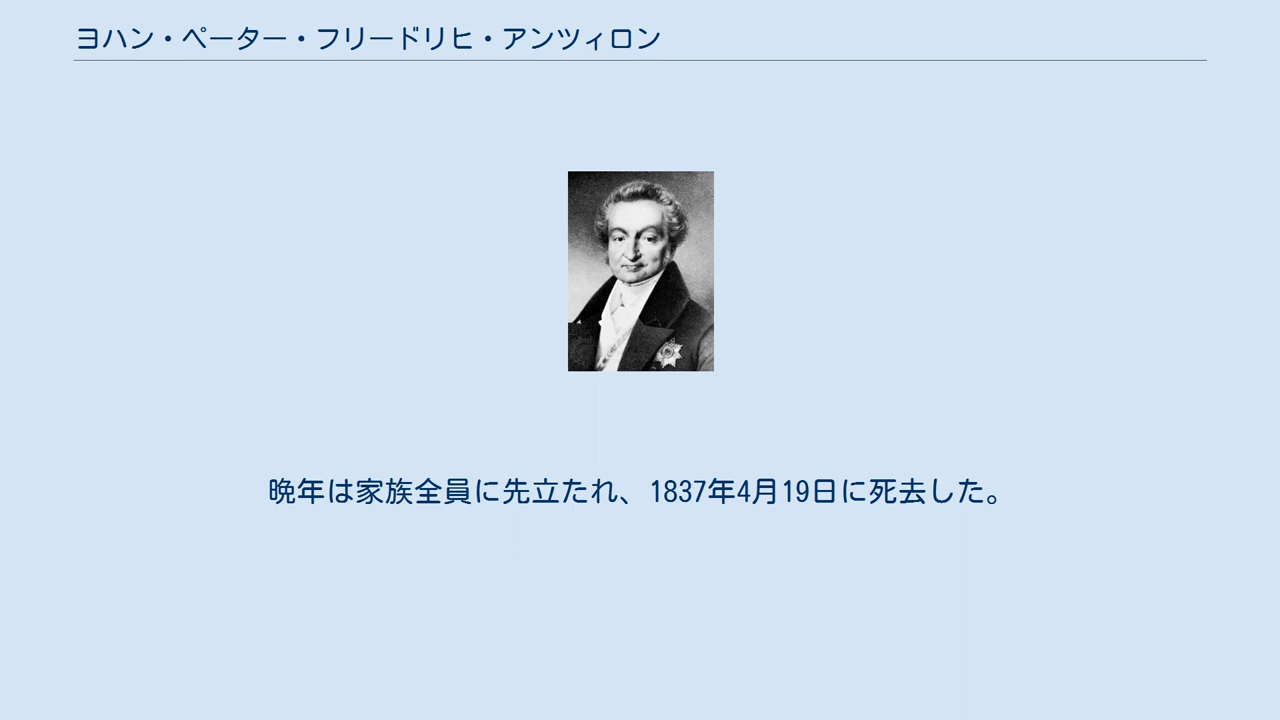 ヨハン・ペーター・フリードリヒ・アンツィロン
晩年は家族全員に先立たれ、1837年4月19日に死去した。